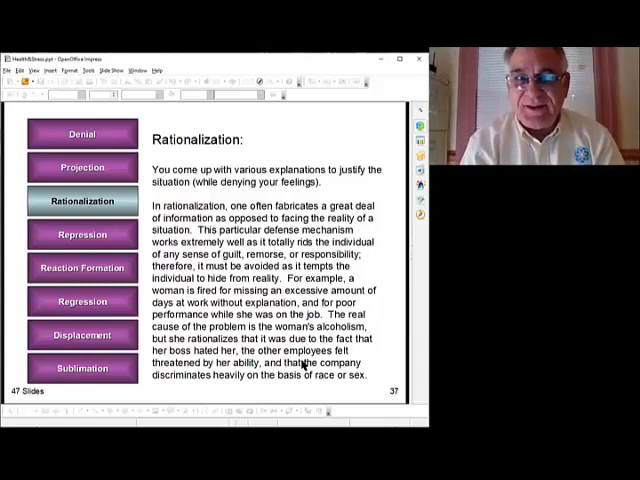 Health&Stress.ppt - OpenOffice Impress
File Edit View Insert Format Tools Slide Show Window Help
Denial
Projection
Rationalization
Repression
Reaction Formation
Regression
Displacement
Sublimation
Rationalization:
You come up with various explanations to justify the
situation (while denying your feelings).
In rationalization, one often fabricates a great deal
of information as opposed to facing the reality of a
situation. This particular defense mechanism
works extremely well as it totally rids the individual
of any sense of guilt, remorse, or responsibility;
therefore, it must be avoided as it tempts the
individual to hide from reality. For example, a
woman is fired for missing an excessive amount of
days at work without explanation, and for poor
performance while she was on the job. The real
cause of the problem is the woman's alcoholism,
but she rationalizes that it was due to the fact that
her boss hated her, the other employees felt
threatened by her ability, and that the company
discriminates heavily on the basis of race or sex.
47 Slides
37